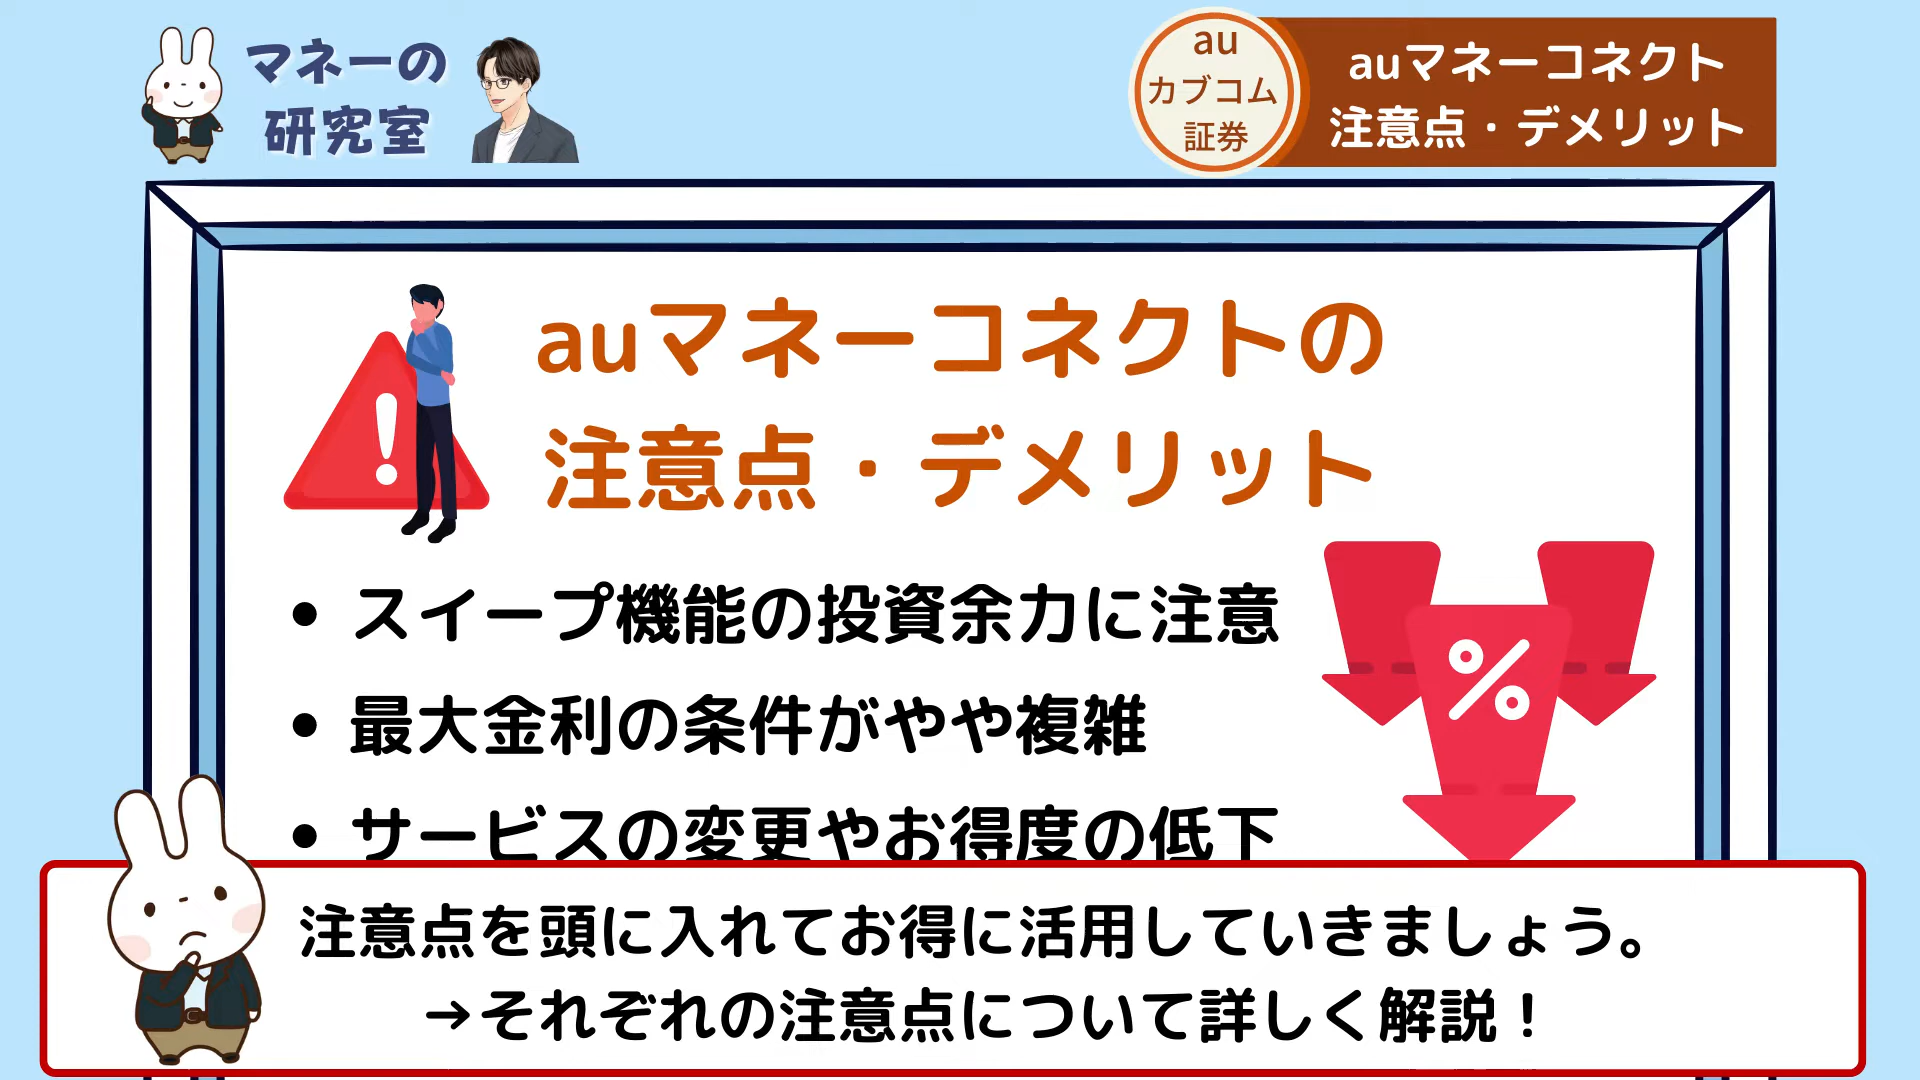 マネーの
研究室
au
カブコム
証券
auマネーコネクト
注意点・デメリット
auマネーコネクトの
注意点・デメリット
• スイープ機能の投資余力に注意
• 最大金利の条件がやや複雑
• サービスの変更やお得度の低下
注意点を頭に入れてお得に活用していきましょう。
→それぞれの注意点について詳しく解説！
%